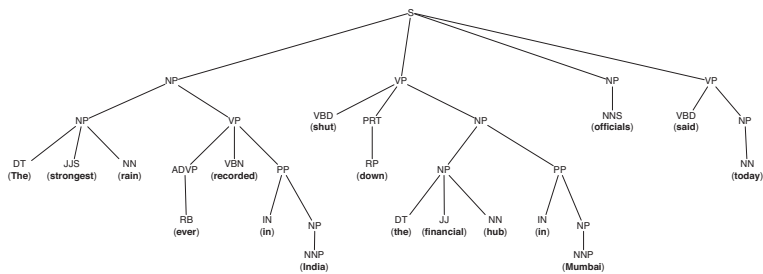 S
NP VP NP VP
NP VP VBD (shut) PRT NP NNS (officials) VBD (said) NP
DT (The) JJS (strongest) NN (rain) ADVP VBN (recorded) PP RP (down) NP PP NN (today)
RB (ever) IN (in) NP DT (the) JJ (financial) NN (hub) IN (in) NP
NNP (India) NNP (Mumbai)